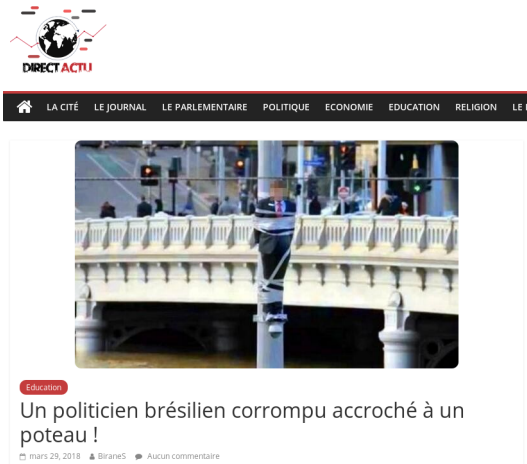 DIRECT ACTU
LA CITÉ LE JOURNAL LE PARLEMENTAIRE POLITIQUE ECONOMIE EDUCATION RELIGION LE
Education
Un politicien brésilien corrompu accroché à un
poteau !
mars 29, 2018 BiraneS Aucun commentaire